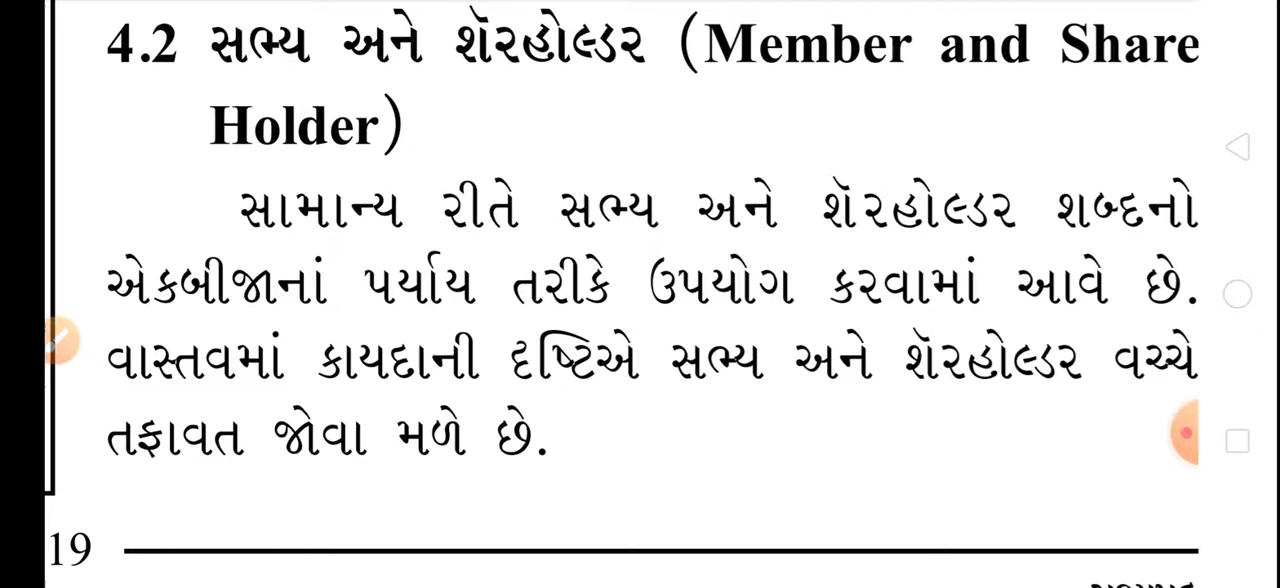 4.2 સભ્ય અને શૅરહોલ્ડર (Member and Share
Holder)
સામાન્ય રીતે સભ્ય અને શૅરહોલ્ડર શબ્દનો
એકબીજાનાં પર્યાય તરીકે ઉપયોગ કરવામાં આવે છે.
વાસ્તવમાં કાયદાની દૃષ્ટિએ સભ્ય અને શૅરહોલ્ડર વચ્ચે
તફાવત જોવા મળે છે.
19